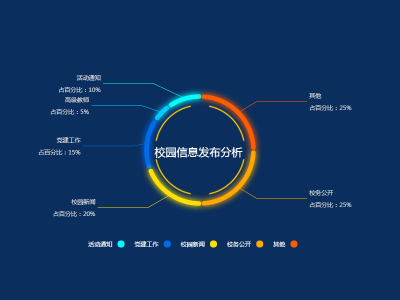 活动通知
占百分比：10%
高级教师
占百分比：5%
党建工作
占百分比：15%
校园新闻
占百分比：20%
其他
占百分比：25%
校园信息发布分析
校务公开
占百分比：25%
活动通知 党建工作 校园新闻 校务公开 其他